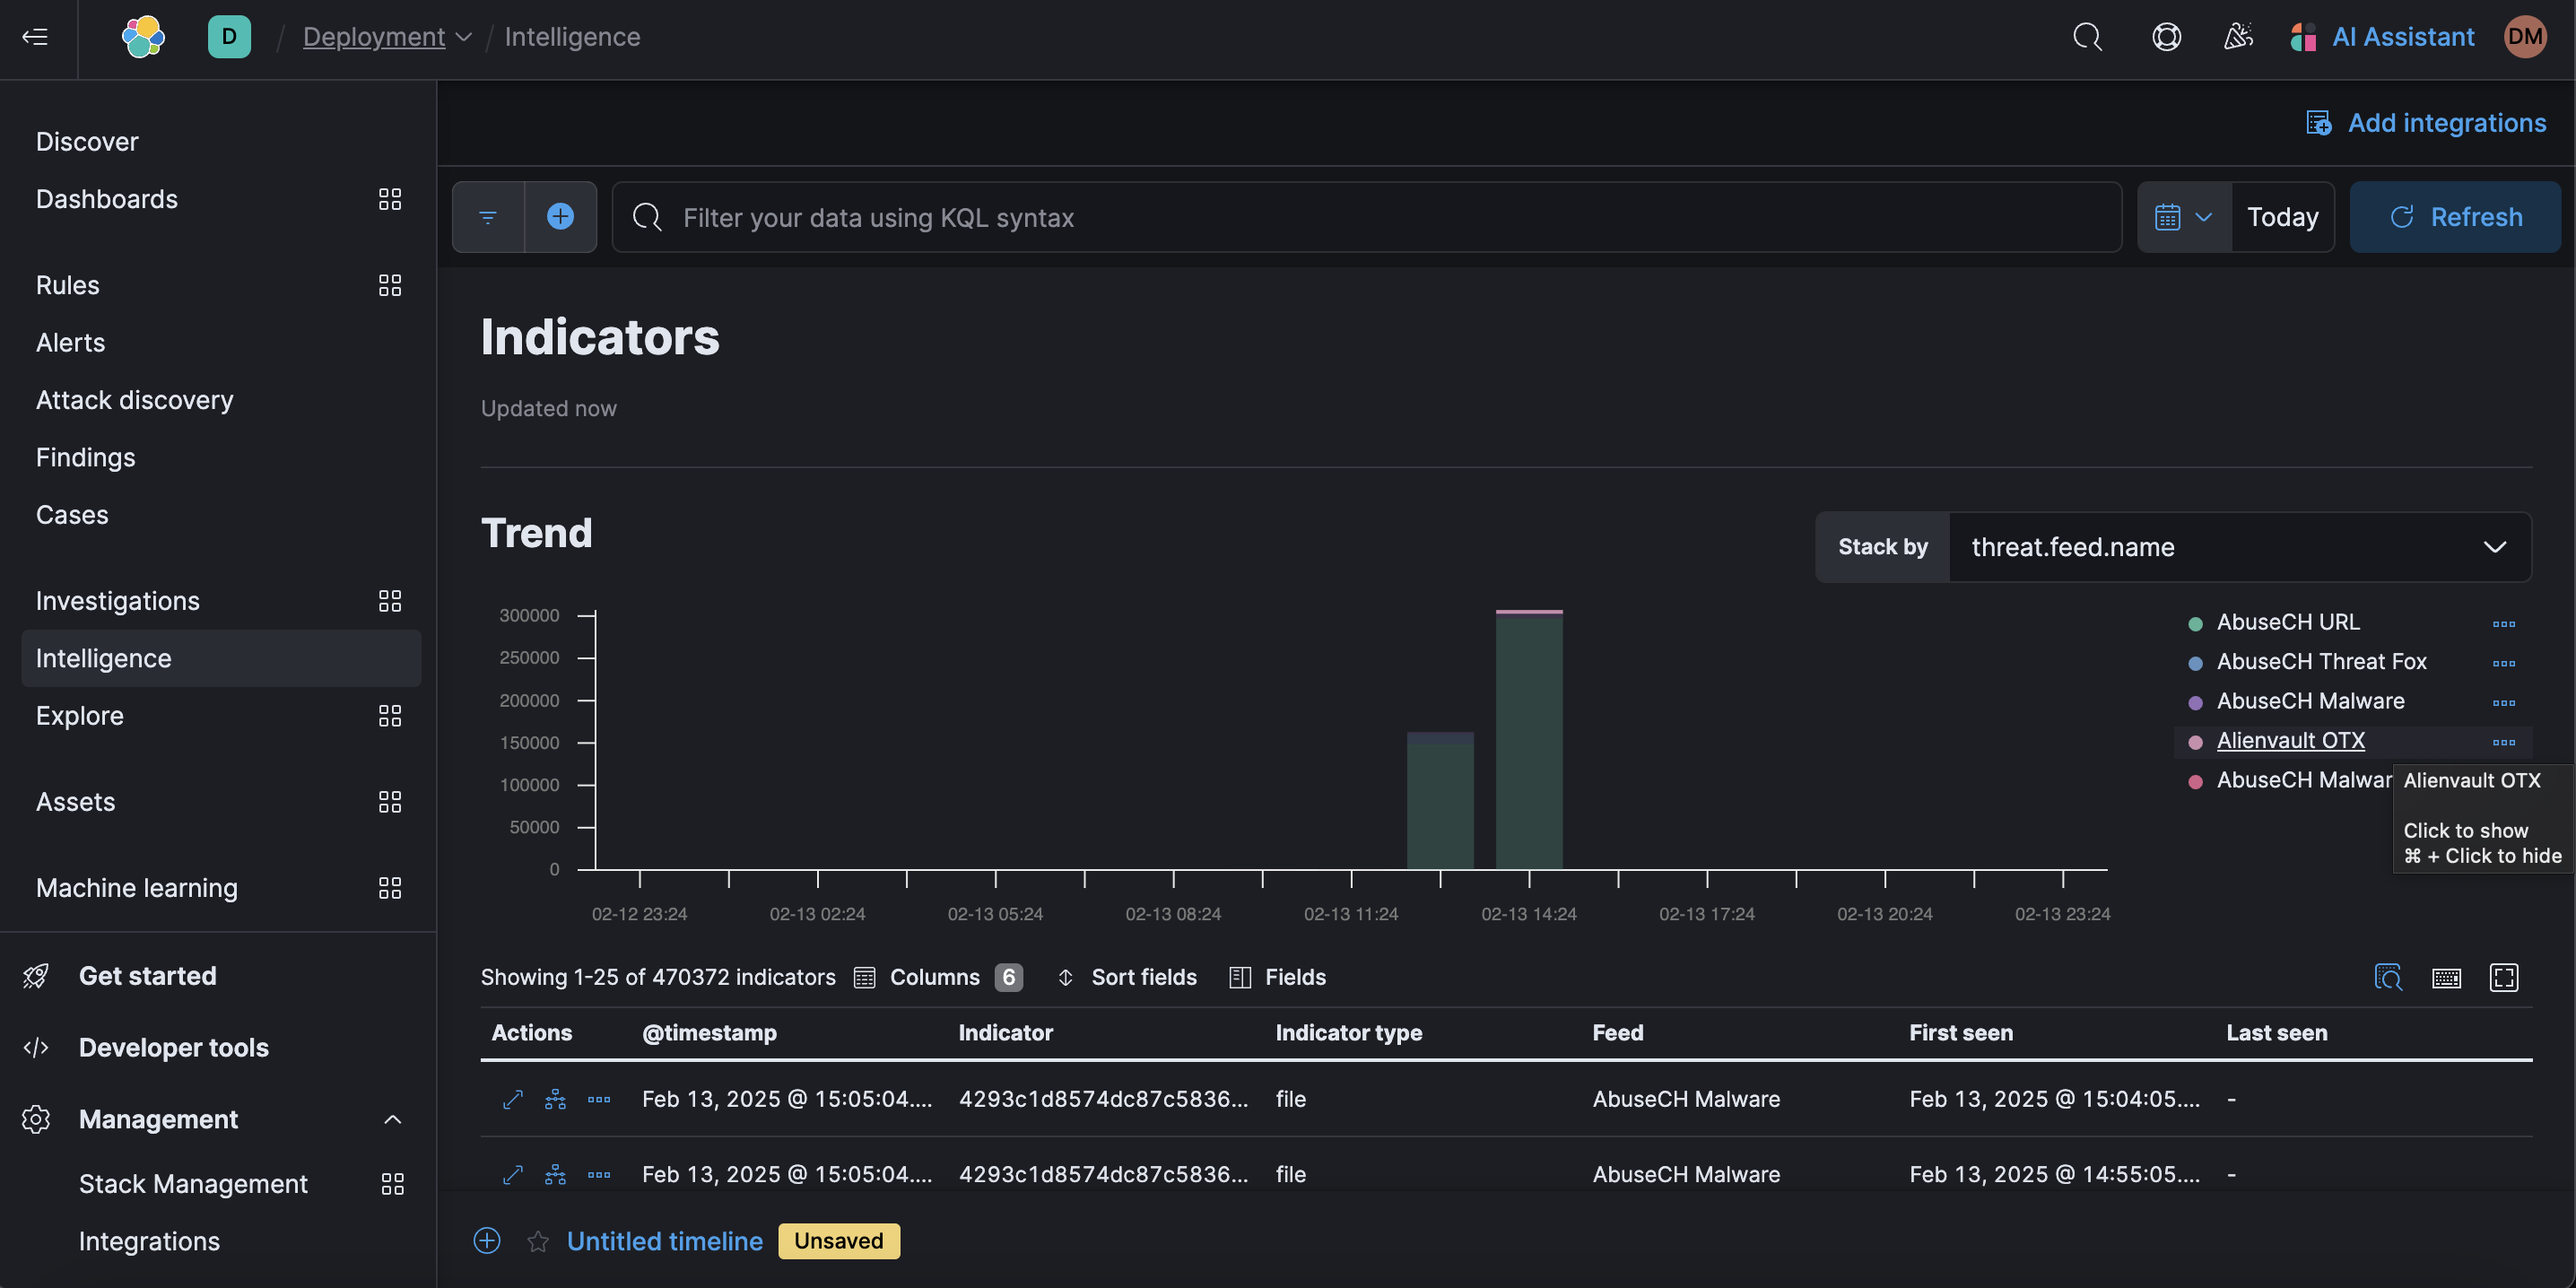 D / Deployment / Intelligence
AI Assistant DM
Discover
Dashboards
Rules
Alerts
Attack discovery
Findings
Cases
Investigations
Intelligence
Explore
Assets
Machine learning
Get started
Developer tools
Management
Stack Management
Integrations
Add integrations
Filter your data using KQL syntax
Today
Refresh
Indicators
Updated now
Trend
Stack by threat.feed.name
300000
250000
200000
150000
100000
50000
0
02-12 23:24 02-13 02:24 02-13 05:24 02-13 08:24 02-13 11:24 02-13 14:24 02-13 17:24 02-13 20:24 02-13 23:24
AbuseCH URL
AbuseCH Threat Fox
AbuseCH Malware
Alienvault OTX
AbuseCH Malwar
Alienvault OTX
Click to show
⌘ + Click to hide
Showing 1-25 of 470372 indicators Columns 6 Sort fields Fields
Actions @timestamp Indicator Indicator type Feed First seen Last seen
Feb 13, 2025 @ 15:05:04.... 4293c1d8574dc87c5836... file AbuseCH Malware Feb 13, 2025 @ 15:04:05.... -
Feb 13, 2025 @ 15:05:04.... 4293c1d8574dc87c5836... file AbuseCH Malware Feb 13, 2025 @ 14:55:05.... -
Untitled timeline Unsaved